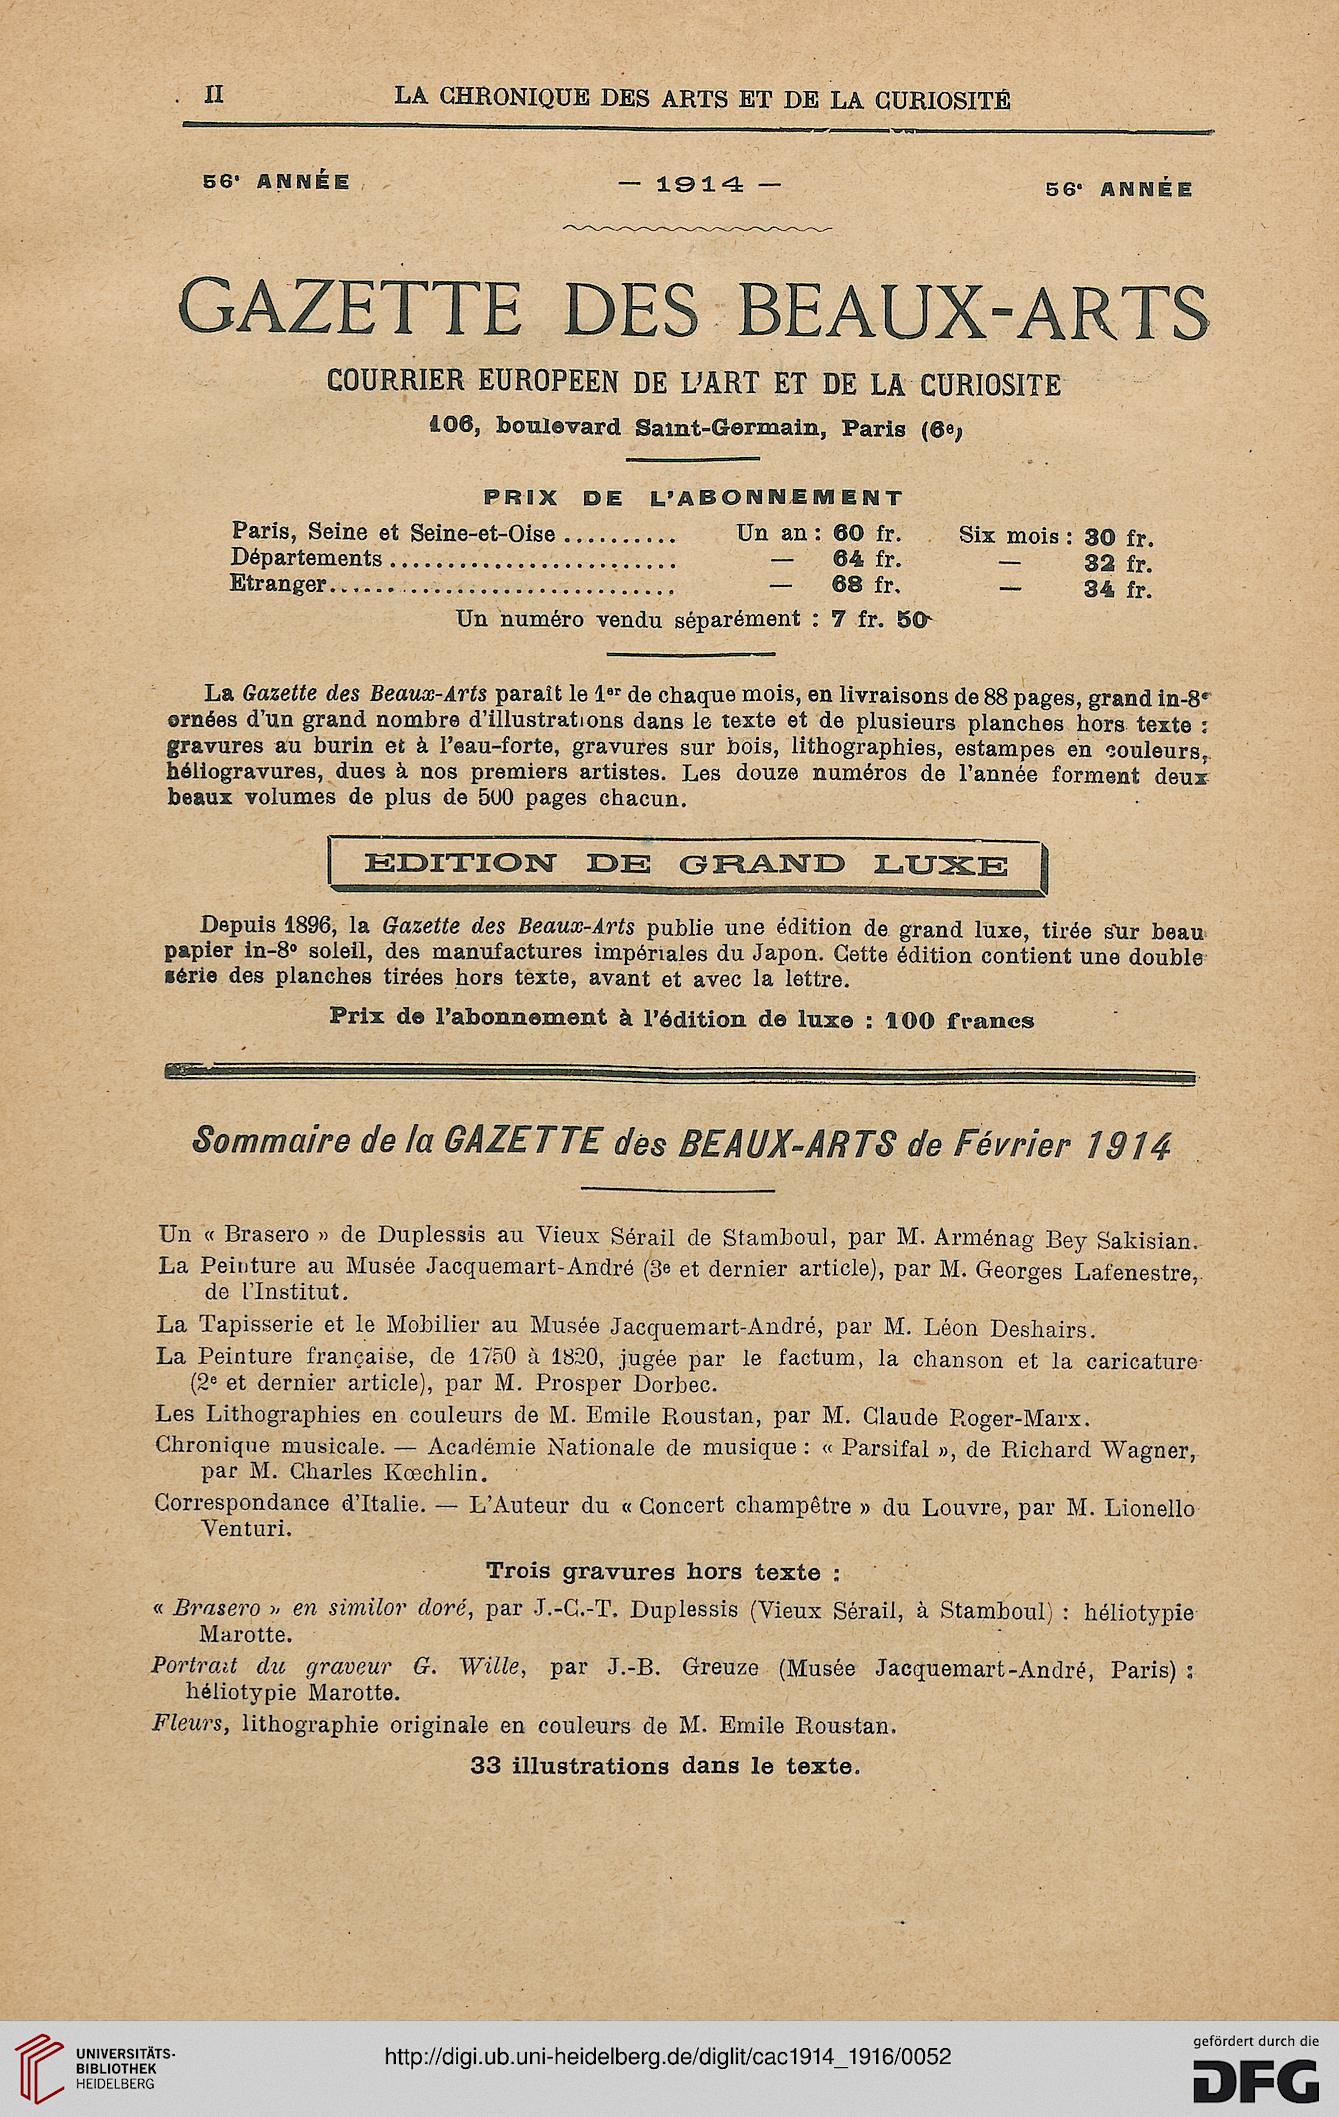 II LA CHRONIQUE DES ARTS ET DE LA CURIOSITÉ
56e ANNÉE — 1914 — 56e ANNÉE
GAZETTE DES BEAUX-ARTS
COURRIER EUROPEEN DE L'ART ET DE LA CURIOSITE
106, boulevard Saint-Germain, Paris (6e)
PRIX DE L'ABONNEMENT
Paris, Seine et Seine-et-Oise .......... Un an : 60 fr. Six mois : 30 fr.
Départements ......................... — 64 fr. — 32 fr.
Etranger.............................. — 68 fr. — 34 fr.
Un numéro vendu séparément : 7 fr. 50
La Gazette des Beaux-Arts paraît le 1er de chaque mois, en livraisons de 88 pages, grand in-8°
ornées d'un grand nombre d'illustrations dans le texte et de plusieurs planches hors texte :
gravures au burin et à l'eau-forte, gravures sur bois, lithographies, estampes en couleurs,
héliogravures, dues à nos premiers artistes. Les douze numéros de l'année forment deux
beaux volumes de plus de 500 pages chacun.
EDITION DE GRAND LUXE
Depuis 1896, la Gazette des Beaux-Arts publie une édition de grand luxe, tirée sur beau
papier in-8° soleil, des manufactures impériales du Japon. Cette édition contient une double
série des planches tirées hors texte, avant et avec la lettre.
Prix de l'abonnement à l'édition de luxe : 100 francs
Sommaire de la GAZETTE des BEAUX-ARTS de Février 1914
Un « Brasero » de Duplessis au Vieux Sérail de Stamboul, par M. Arménag Bey Sakisian.
La Peinture au Musée Jacquemart-André (3e et dernier article), par M. Georges Lafenestre,
de l'Institut.
La Tapisserie et le Mobilier au Musée Jacquemart-André, par M. Léon Deshairs.
La Peinture française, de 1750 à 1820, jugée par le factum, la chanson et la caricature
(2e et dernier article), par M. Prosper Dorbec.
Les Lithographies en couleurs de M. Emile Roustan, par M. Claude Roger-Marx.
Chronique musicale. — Académie Nationale de musique : « Parsifal », de Richard Wagner,
par M. Charles Kœchlin.
Correspondance d'Italie. — L'Auteur du « Concert champêtre » du Louvre, par M. Lionello
Venturi.
Trois gravures hors texte :
« Brasero » en similor doré, par J.-C.-T. Duplessis (Vieux Sérail, à Stamboul) : héliotypie
Marotte.
Portrait du graveur G. Wille, par J.-B. Greuze (Musée Jacquemart-André, Paris) :
héliotypie Marotte.
Fleurs, lithographie originale en couleurs de M. Emile Roustan.
33 illustrations dans le texte.
UNIVERSITÄTS-
BIBLIOTHEK
HEIDELBERG
http://digi.ub.uni-heidelberg.de/diglit/cac1914_1916/0052
gefördert durch die
DFG